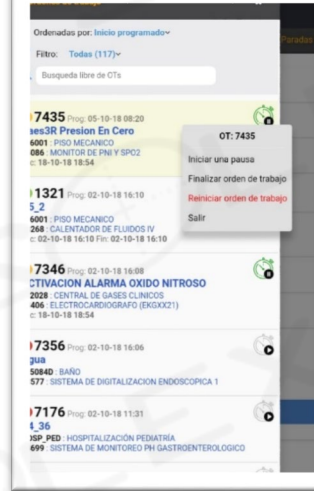 Ordenadas por: Inicio programado
Filtro: Todas (117)
Busqueda libre de OTs
7435 Prog: 05-10-18 08:20
aes3R Presion En Cero
6001 : PISO MECANICO
086 : MONITOR DE PNI Y SPO2
c: 18-10-18 18:54
OT: 7435
Iniciar una pausa
Finalizar orden de trabajo
Reiniciar orden de trabajo
Salir
1321 Prog: 02-10-18 16:10
5_2
6001 : PISO MECANICO
268 : CALENTADOR DE FLUIDOS IV
c: 02-10-18 16:10 Fin: 02-10-18 16:10
7346 Prog: 02-10-18 16:08
CTIVACION ALARMA OXIDO NITROSO
2028 : CENTRAL DE GASES CLINICOS
406 : ELECTROCARDIOGRAFO (EKGXX21)
c: 18-10-18 18:54
7356 Prog: 02-10-18 16:06
gua
5084D : BAÑO
577 : SISTEMA DE DIGITALIZACION ENDOSCOPICA 1
7176 Prog: 02-10-18 11:31
4_36
OSP_PED : HOSPITALIZACIÓN PEDIATRÍA
699 : SISTEMA DE MONITOREO PH GASTROENTEROLOGICO
Paradas